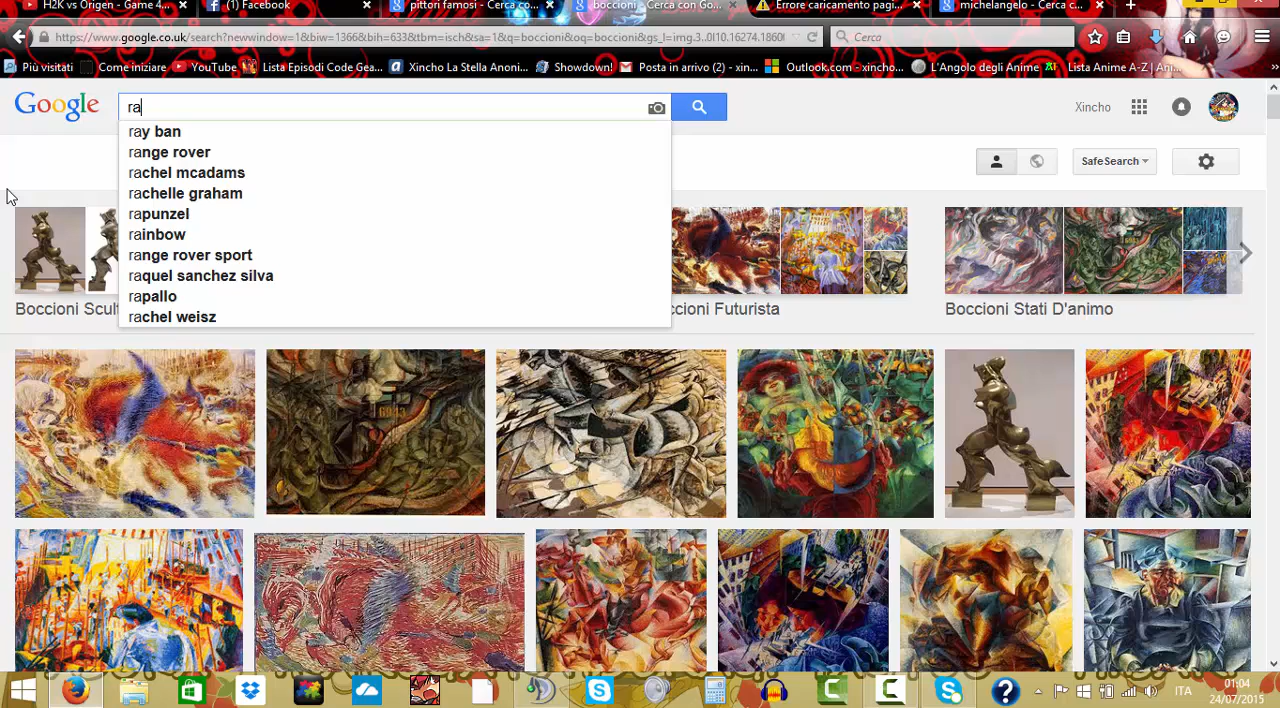 H2K vs Origen - Game 4...
(1) Facebook
pittori famosi - Cerca co...
boccioni - Cerca con Go...
Errore caricamento pagi...
michelangelo - Cerca c...
https://www.google.co.uk/search?newwindow=1&biw=1366&bih=633&tbm=isch&sa=1&q=boccioni&oq=boccioni&gs_l=img.3...0l10.16274.1860
Cerca
Più visitati
Come iniziare
YouTube
Lista Episodi Code Gea...
Xincho La Stella Anoni...
Showdown!
Posta in arrivo (2) - xin...
Outlook.com - xincho...
L'Angolo degli Anime
Lista Anime A-Z | Ani...
Google
ra
Xincho
ray ban
range rover
rachel mcadams
rachelle graham
rapunzel
rainbow
range rover sport
raquel sanchez silva
rapallo
rachel weisz
SafeSearch
Boccioni Scult
cioni Futurista
Boccioni Stati D'animo
ITA
01:04
24/07/2015